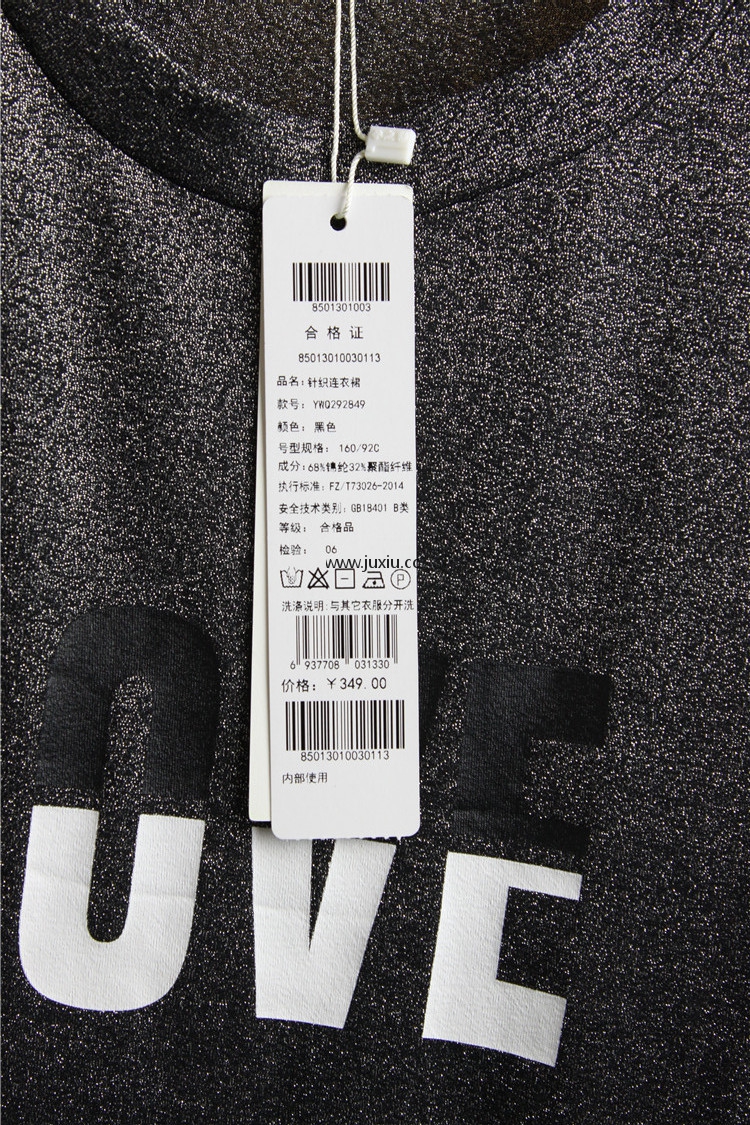 8501301003
合格证
85013010030113
品名: 针织连衣裙
款号: YWQ292849
颜色: 黑色
号型规格: 160/92C
成分: 68%锦纶32%聚酯纤维
执行标准: FZ/T73026-2014
安全技术类别: GB18401 B类
等级: 合格品
检验: 06
www.juxiu.co
P
洗涤说明:与其它衣服分开洗
6 937708 031330
价格: ¥349.00
85013010030113
内部使用
OVE